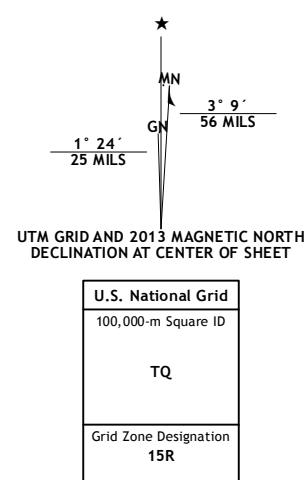 ★
MN
GN
3° 9´
56 MILS
1° 24´
25 MILS
UTM GRID AND 2013 MAGNETIC NORTH
DECLINATION AT CENTER OF SHEET
U.S. National Grid
100,000-m Square ID
TQ
Grid Zone Designation
15R